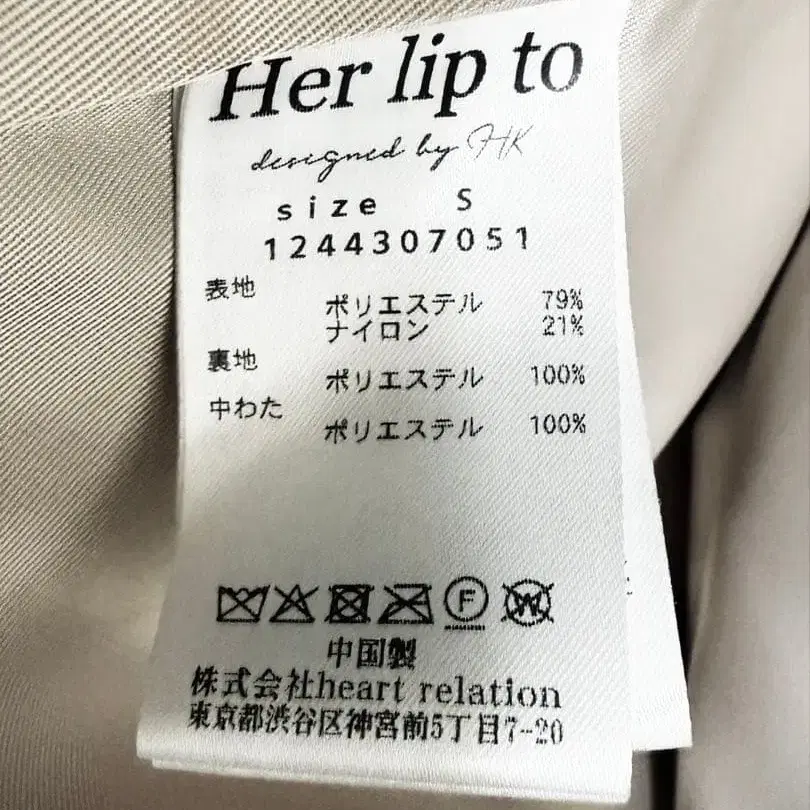 Her lip to
designed by HK
size S
1244307051
表地
ポリエステル 79%
ナイロン 21%
裏地
ポリエステル 100%
中わた
ポリエステル 100%
F W
中国製
株式会社heart relation
東京都渋谷区神宮前5丁目7-20